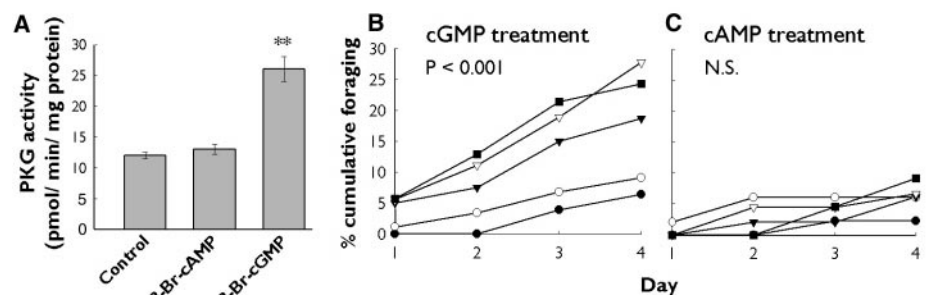 A
PKG activity
(pmol/ min/ mg protein)
35
30
25
20
15
10
5
0
**
Control
-Br-cAMP
-Br-cGMP
B
cGMP treatment
P < 0.001
% cumulative foraging
30
25
20
15
10
5
0
1 2 3 4
C
cAMP treatment
N.S.
1 2 3 4
Day